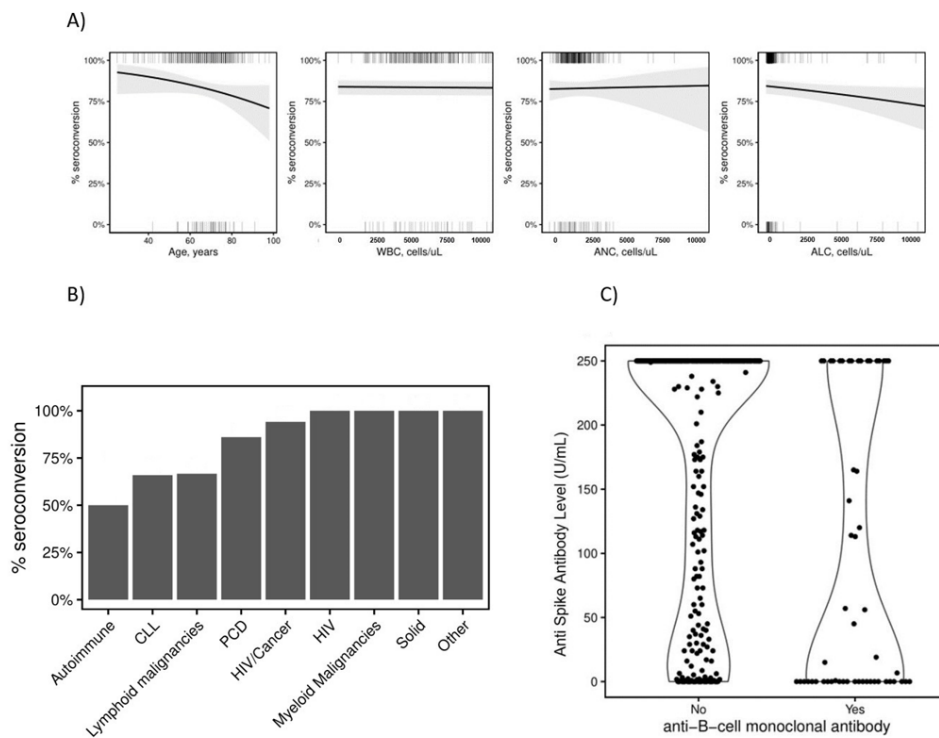 A)
100%
75%
50%
25%
0%
% seroconversion
40
60
80
100
Age, years
100%
75%
50%
25%
0%
% seroconversion
0
2500
5000
7500
10000
WBC, cells/uL
100%
75%
50%
25%
0%
% seroconversion
0
2500
5000
7500
10000
ANC, cells/uL
100%
75%
50%
25%
0%
% seroconversion
0
2500
5000
7500
10000
ALC, cells/uL
B)
100%
75%
50%
25%
0%
% seroconversion
Autoimmune
CLL
Lymphoid malignancies
PCD
HIV/Cancer
HIV
Myeloid Malignancies
Solid
Other
C)
250
200
150
100
50
0
Anti Spike Antibody Level (U/mL)
No
Yes
anti-B-cell monoclonal antibody